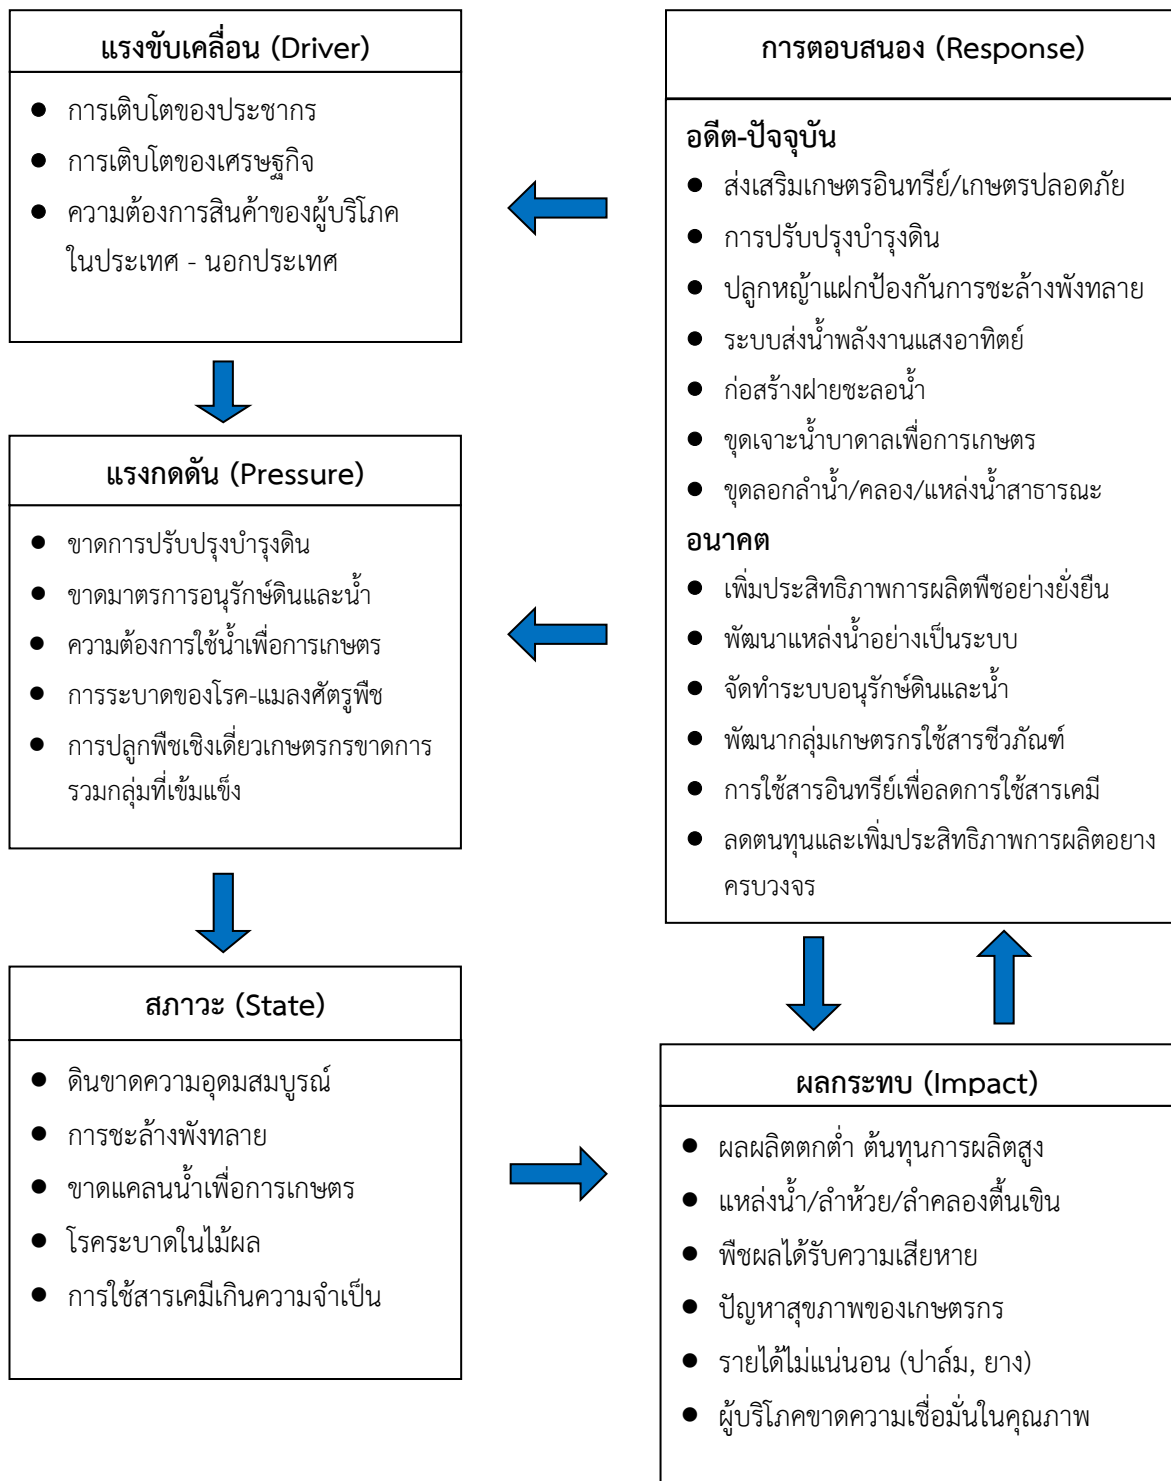 แรงขับเคลื่อน (Driver)
● การเติบโตของประชากร
● การเติบโตของเศรษฐกิจ
● ความต้องการสินค้าของผู้บริโภค
ในประเทศ - นอกประเทศ
แรงกดดัน (Pressure)
● ขาดการปรับปรุงบำรุงดิน
● ขาดมาตรการอนุรักษ์ดินและน้ำ
● ความต้องการใช้น้ำเพื่อการเกษตร
● การระบาดของโรค-แมลงศัตรูพืช
● การปลูกพืชเชิงเดี่ยวเกษตรกรขาดการ
รวมกลุ่มที่เข้มแข็ง
สภาวะ (State)
● ดินขาดความอุดมสมบูรณ์
● การชะล้างพังทลาย
● ขาดแคลนน้ำเพื่อการเกษตร
● โรคระบาดในไม้ผล
● การใช้สารเคมีเกินความจำเป็น
การตอบสนอง (Response)
อดีต-ปัจจุบัน
● ส่งเสริมเกษตรอินทรีย์/เกษตรปลอดภัย
● การปรับปรุงบำรุงดิน
● ปลูกหญ้าแฝกป้องกันการชะล้างพังทลาย
● ระบบส่งน้ำพลังงานแสงอาทิตย์
● ก่อสร้างฝายชะลอน้ำ
● ขุดเจาะน้ำบาดาลเพื่อการเกษตร
● ขุดลอกลำน้ำ/คลอง/แหล่งน้ำสาธารณะ
อนาคต
● เพิ่มประสิทธิภาพการผลิตพืชอย่างยั่งยืน
● พัฒนาแหล่งน้ำอย่างเป็นระบบ
● จัดทำระบบอนุรักษ์ดินและน้ำ
● พัฒนากลุ่มเกษตรกรใช้สารชีวภัณฑ์
● การใช้สารอินทรีย์เพื่อลดการใช้สารเคมี
● ลดตนทุนและเพิ่มประสิทธิภาพการผลิตอยาง
ครบวงจร
ผลกระทบ (Impact)
● ผลผลิตตกต่ำ ต้นทุนการผลิตสูง
● แหล่งน้ำ/ลำห้วย/ลำคลองตื้นเขิน
● พืชผลได้รับความเสียหาย
● ปัญหาสุขภาพของเกษตรกร
● รายได้ไม่แน่นอน (ปาล์ม, ยาง)
● ผู้บริโภคขาดความเชื่อมั่นในคุณภาพ